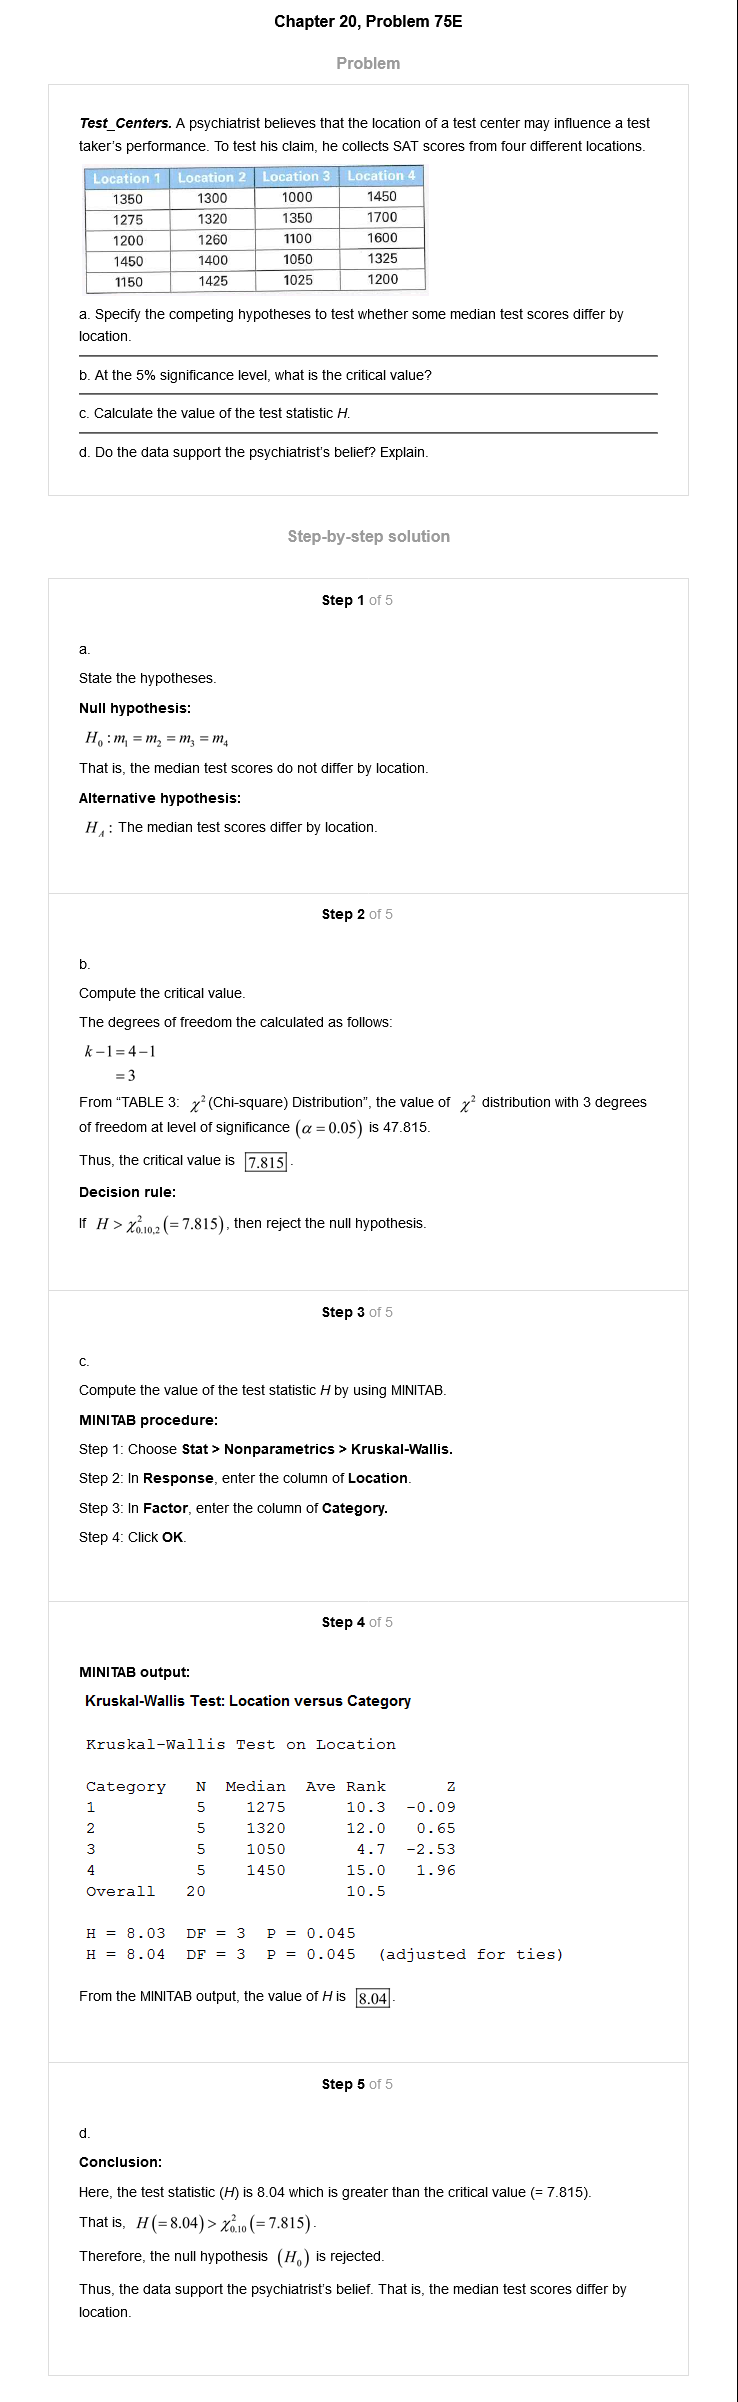 Chapter 20, Problem 75E
Problem
Test_Centers. A psychiatrist believes that the location of a test center may influence a test
taker's performance. To test his claim, he collects SAT scores from four different locations.
Location 1 Location 2 Location 3 Location 4
1350 1300 1000 1450
1275 1320 1350 1700
1200 1260 1100 1600
1450 1400 1050 1325
1150 1425 1025 1200
a. Specify the competing hypotheses to test whether some median test scores differ by
location.
b. At the 5% significance level, what is the critical value?
c. Calculate the value of the test statistic H.
d. Do the data support the psychiatrist's belief? Explain.
Step-by-step solution
Step 1 of 5
a.
State the hypotheses.
Null hypothesis:
H₀ : m₁ = m₂ = m₃ = m₄
That is, the median test scores do not differ by location.
Alternative hypothesis:
H_A : The median test scores differ by location.
Step 2 of 5
b.
Compute the critical value.
The degrees of freedom the calculated as follows:
k − 1 = 4 − 1
= 3
From “TABLE 3: χ² (Chi-square) Distribution”, the value of χ² distribution with 3 degrees
of freedom at level of significance (α = 0.05) is 47.815.
Thus, the critical value is 7.815.
Decision rule:
If H > χ²₀.₁₀,₂ (= 7.815), then reject the null hypothesis.
Step 3 of 5
c.
Compute the value of the test statistic H by using MINITAB.
MINITAB procedure:
Step 1: Choose Stat > Nonparametrics > Kruskal-Wallis.
Step 2: In Response, enter the column of Location.
Step 3: In Factor, enter the column of Category.
Step 4: Click OK.
Step 4 of 5
MINITAB output:
Kruskal-Wallis Test: Location versus Category
Kruskal-Wallis Test on Location
Category N Median Ave Rank Z
1 5 1275 10.3 -0.09
2 5 1320 12.0 0.65
3 5 1050 4.7 -2.53
4 5 1450 15.0 1.96
Overall 20 10.5
H = 8.03 DF = 3 P = 0.045
H = 8.04 DF = 3 P = 0.045 (adjusted for ties)
From the MINITAB output, the value of H is 8.04.
Step 5 of 5
d.
Conclusion:
Here, the test statistic (H) is 8.04 which is greater than the critical value (= 7.815).
That is, H (= 8.04) > χ²₀.₁₀ (= 7.815).
Therefore, the null hypothesis (H₀) is rejected.
Thus, the data support the psychiatrist's belief. That is, the median test scores differ by
location.